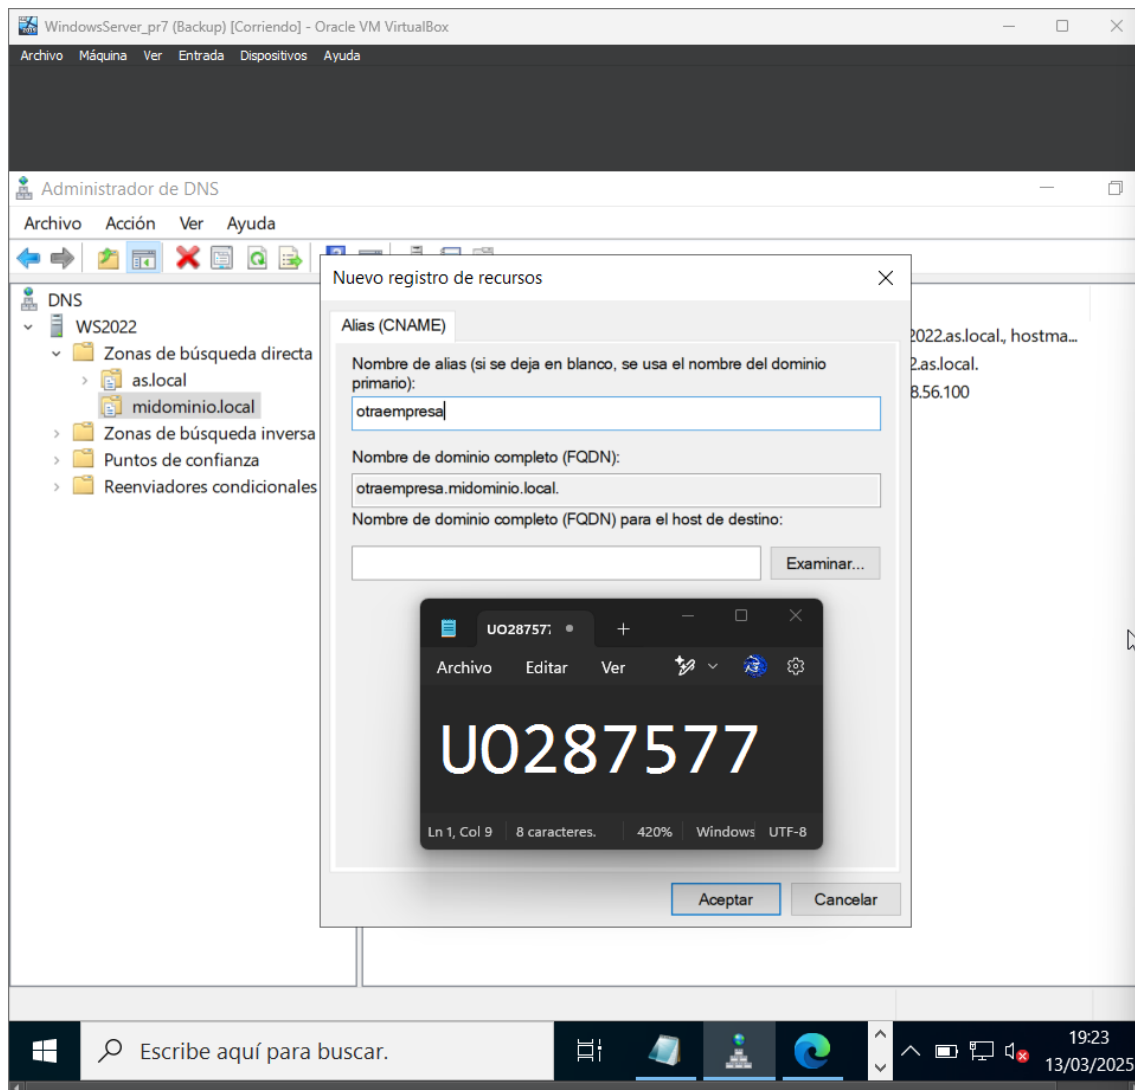 WindowsServer_pr7 (Backup) [Corriendo] - Oracle VM VirtualBox
Archivo Máquina Ver Entrada Dispositivos Ayuda
Administrador de DNS
Archivo Acción Ver Ayuda
DNS
WS2022
Zonas de búsqueda directa
as.local
midominio.local
Zonas de búsqueda inversa
Puntos de confianza
Reenviadores condicionales
2022.as.local., hostma...
2.as.local.
8.56.100
Nuevo registro de recursos
Alias (CNAME)
Nombre de alias (si se deja en blanco, se usa el nombre del dominio
primario):
otraempresa
Nombre de dominio completo (FQDN):
otraempresa.midominio.local.
Nombre de dominio completo (FQDN) para el host de destino:
Examinar...
UO28757
Archivo Editar Ver
UO287577
Ln 1, Col 9 8 caracteres. 420% Windows UTF-8
Aceptar Cancelar
Escribe aquí para buscar.
19:23
13/03/2025